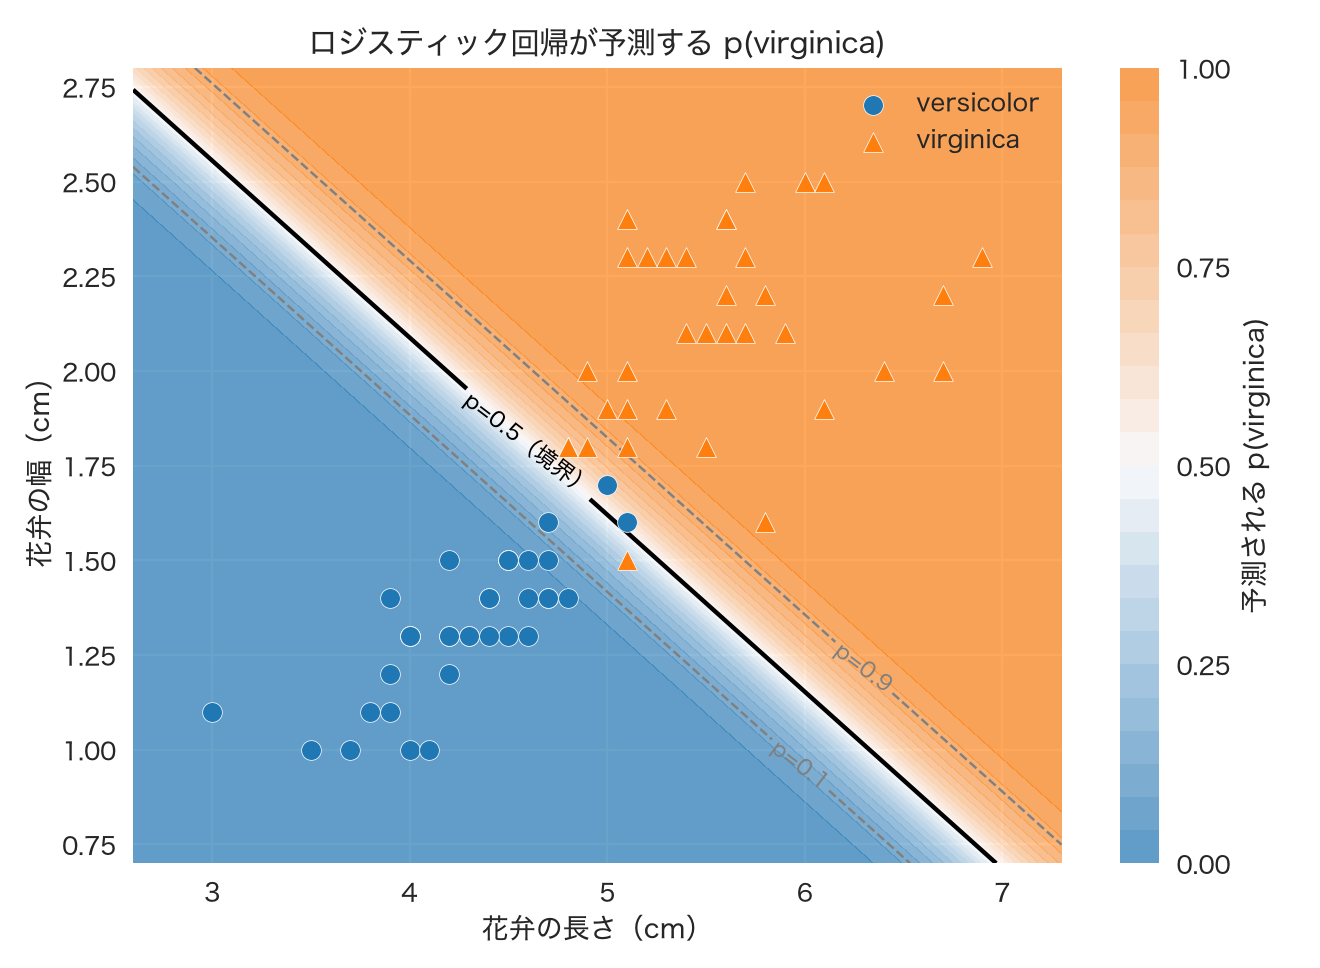 ロジスティック回帰が予測する p(virginica)
versicolor
virginica
2.75
2.50
2.25
2.00
1.75
1.50
1.25
1.00
0.75
花弁の幅（cm）
p=0.5（境界）
p=0.9
p=0.1
3
4
5
6
7
花弁の長さ（cm）
1.00
0.75
0.50
0.25
0.00
予測される p(virginica)